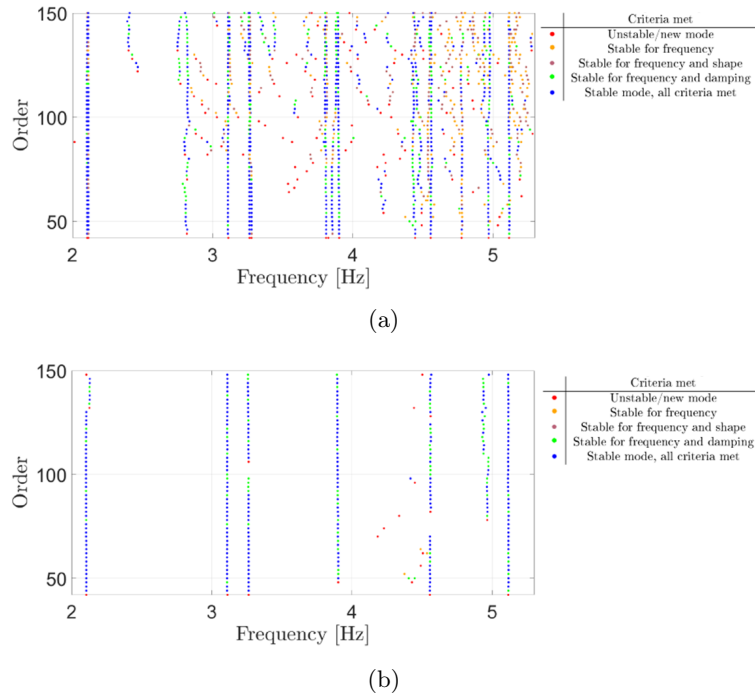 150
100
50
Order
2
3
4
5
Frequency [Hz]
Criteria met
Unstable/new mode
Stable for frequency
Stable for frequency and shape
Stable for frequency and damping
Stable mode, all criteria met
(a)
150
100
50
Order
2
3
4
5
Frequency [Hz]
Criteria met
Unstable/new mode
Stable for frequency
Stable for frequency and shape
Stable for frequency and damping
Stable mode, all criteria met
(b)